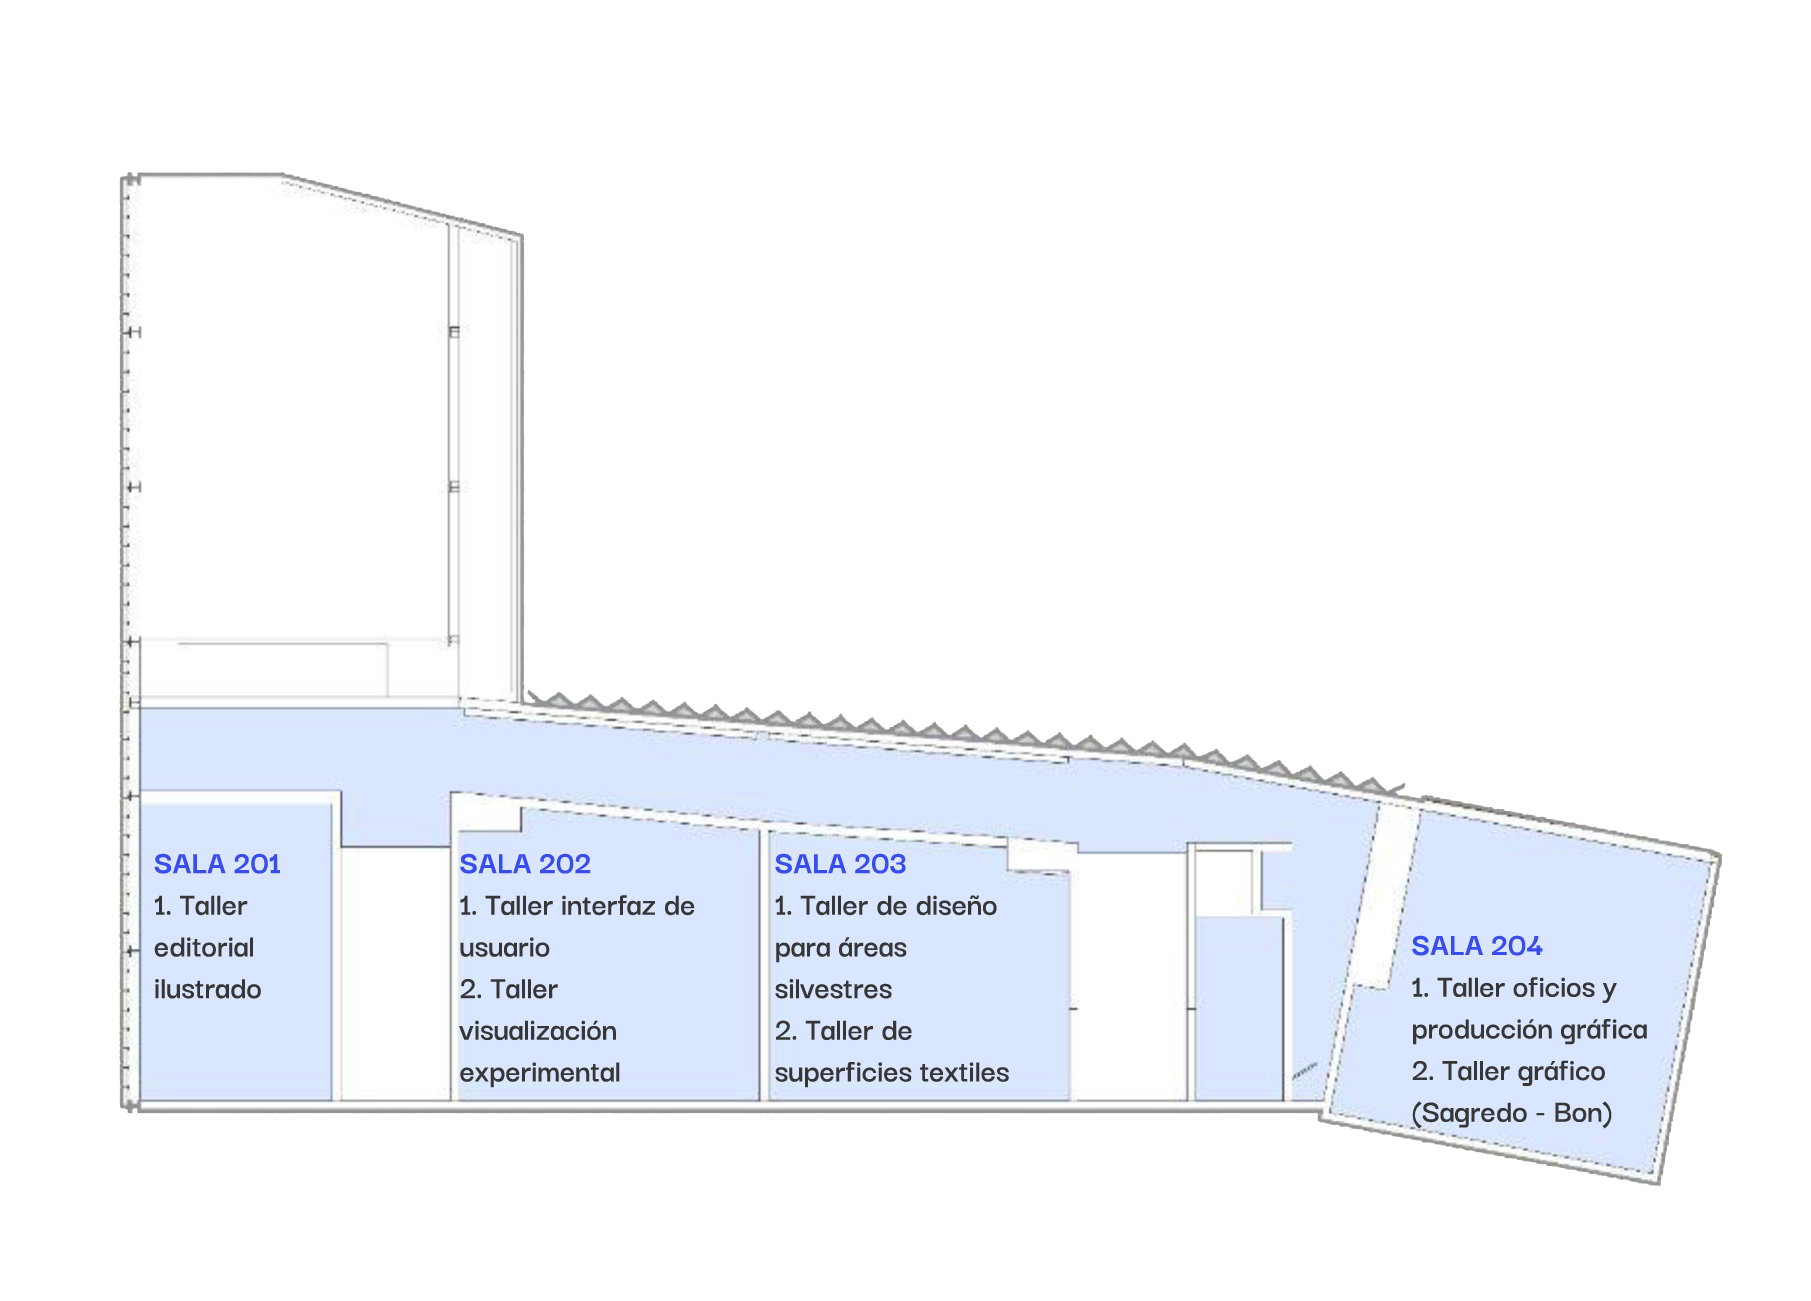 SALA 201
1. Taller
editorial
ilustrado
SALA 202
1. Taller interfaz de
usuario
2. Taller
visualización
experimental
SALA 203
1. Taller de diseño
para áreas
silvestres
2. Taller de
superficies textiles
SALA 204
1. Taller oficios y
producción gráfica
2. Taller gráfico
(Sagredo - Bon)